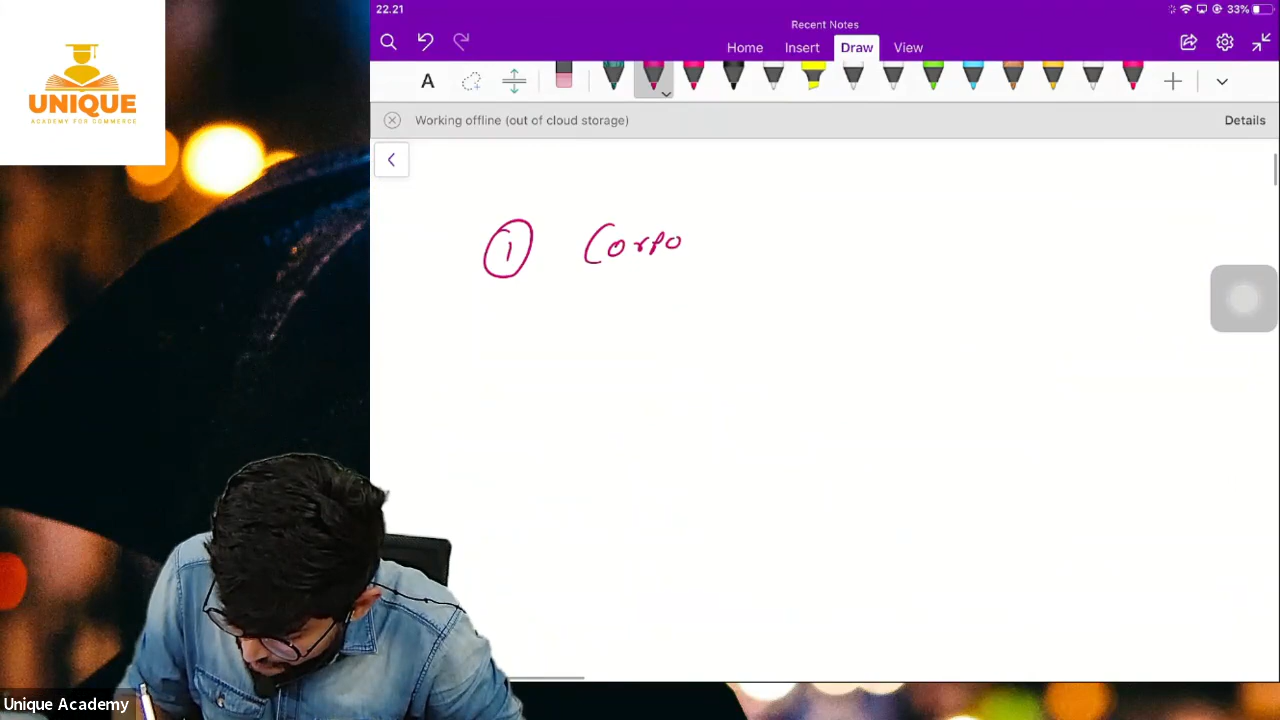 22.21
33%
Recent Notes
Home Insert Draw View
A
Working offline (out of cloud storage)
Details
1 Corpo
UNIQUE
ACADEMY FOR COMMERCE
Unique Academy